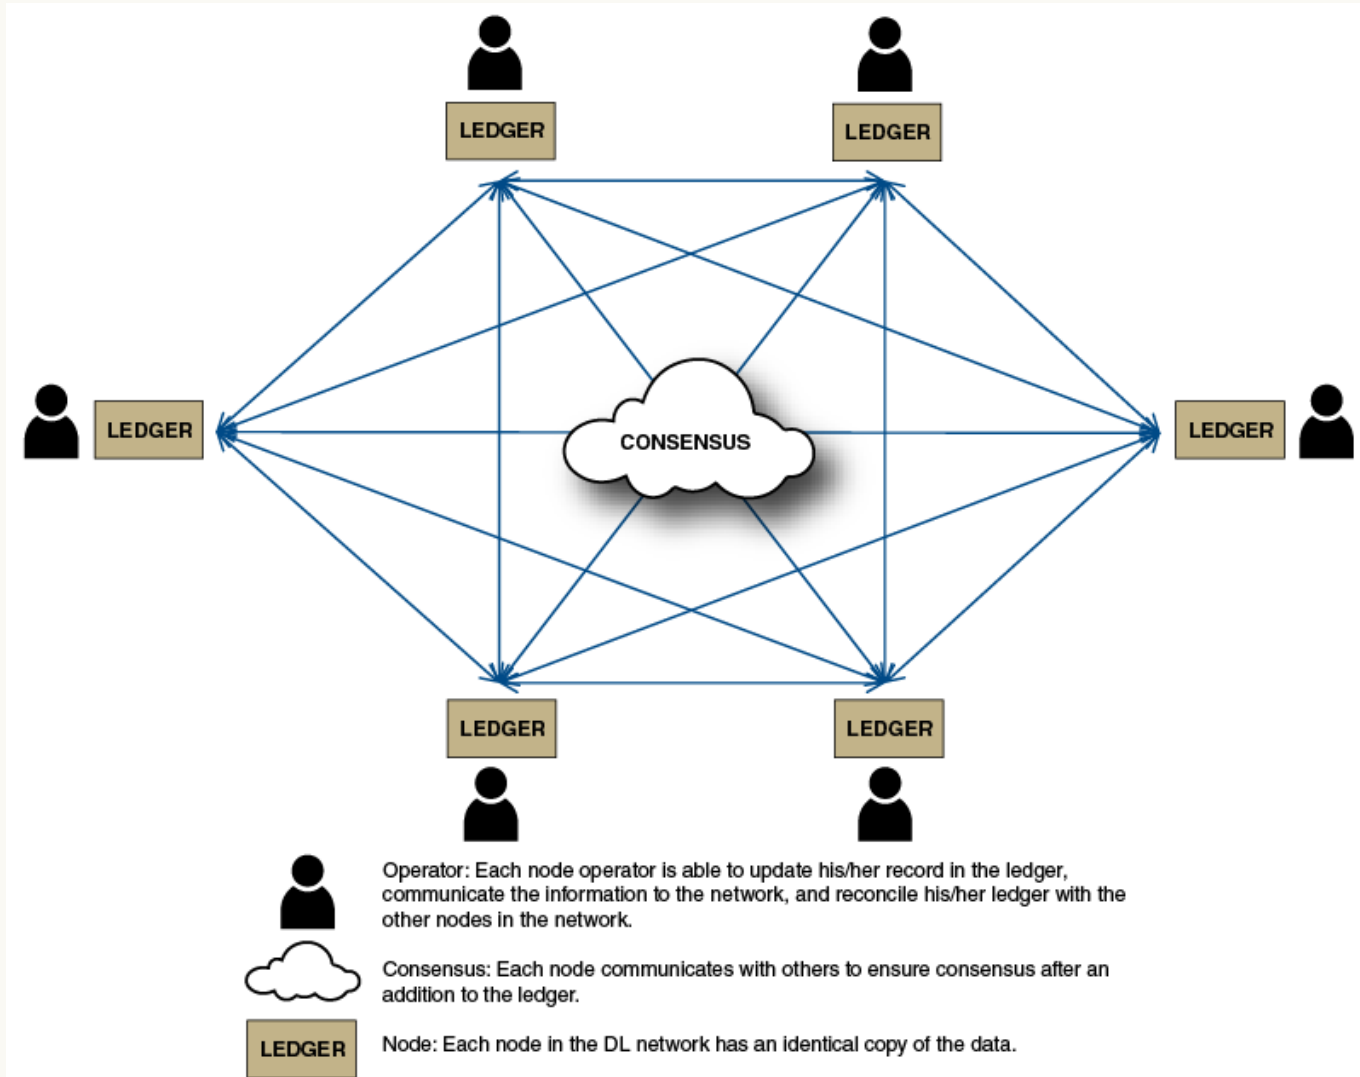 LEDGER
LEDGER
LEDGER
CONSENSUS
LEDGER
LEDGER
LEDGER
Operator: Each node operator is able to update his/her record in the ledger,
communicate the information to the network, and reconcile his/her ledger with the
other nodes in the network.
Consensus: Each node communicates with others to ensure consensus after an
addition to the ledger.
LEDGER
Node: Each node in the DL network has an identical copy of the data.